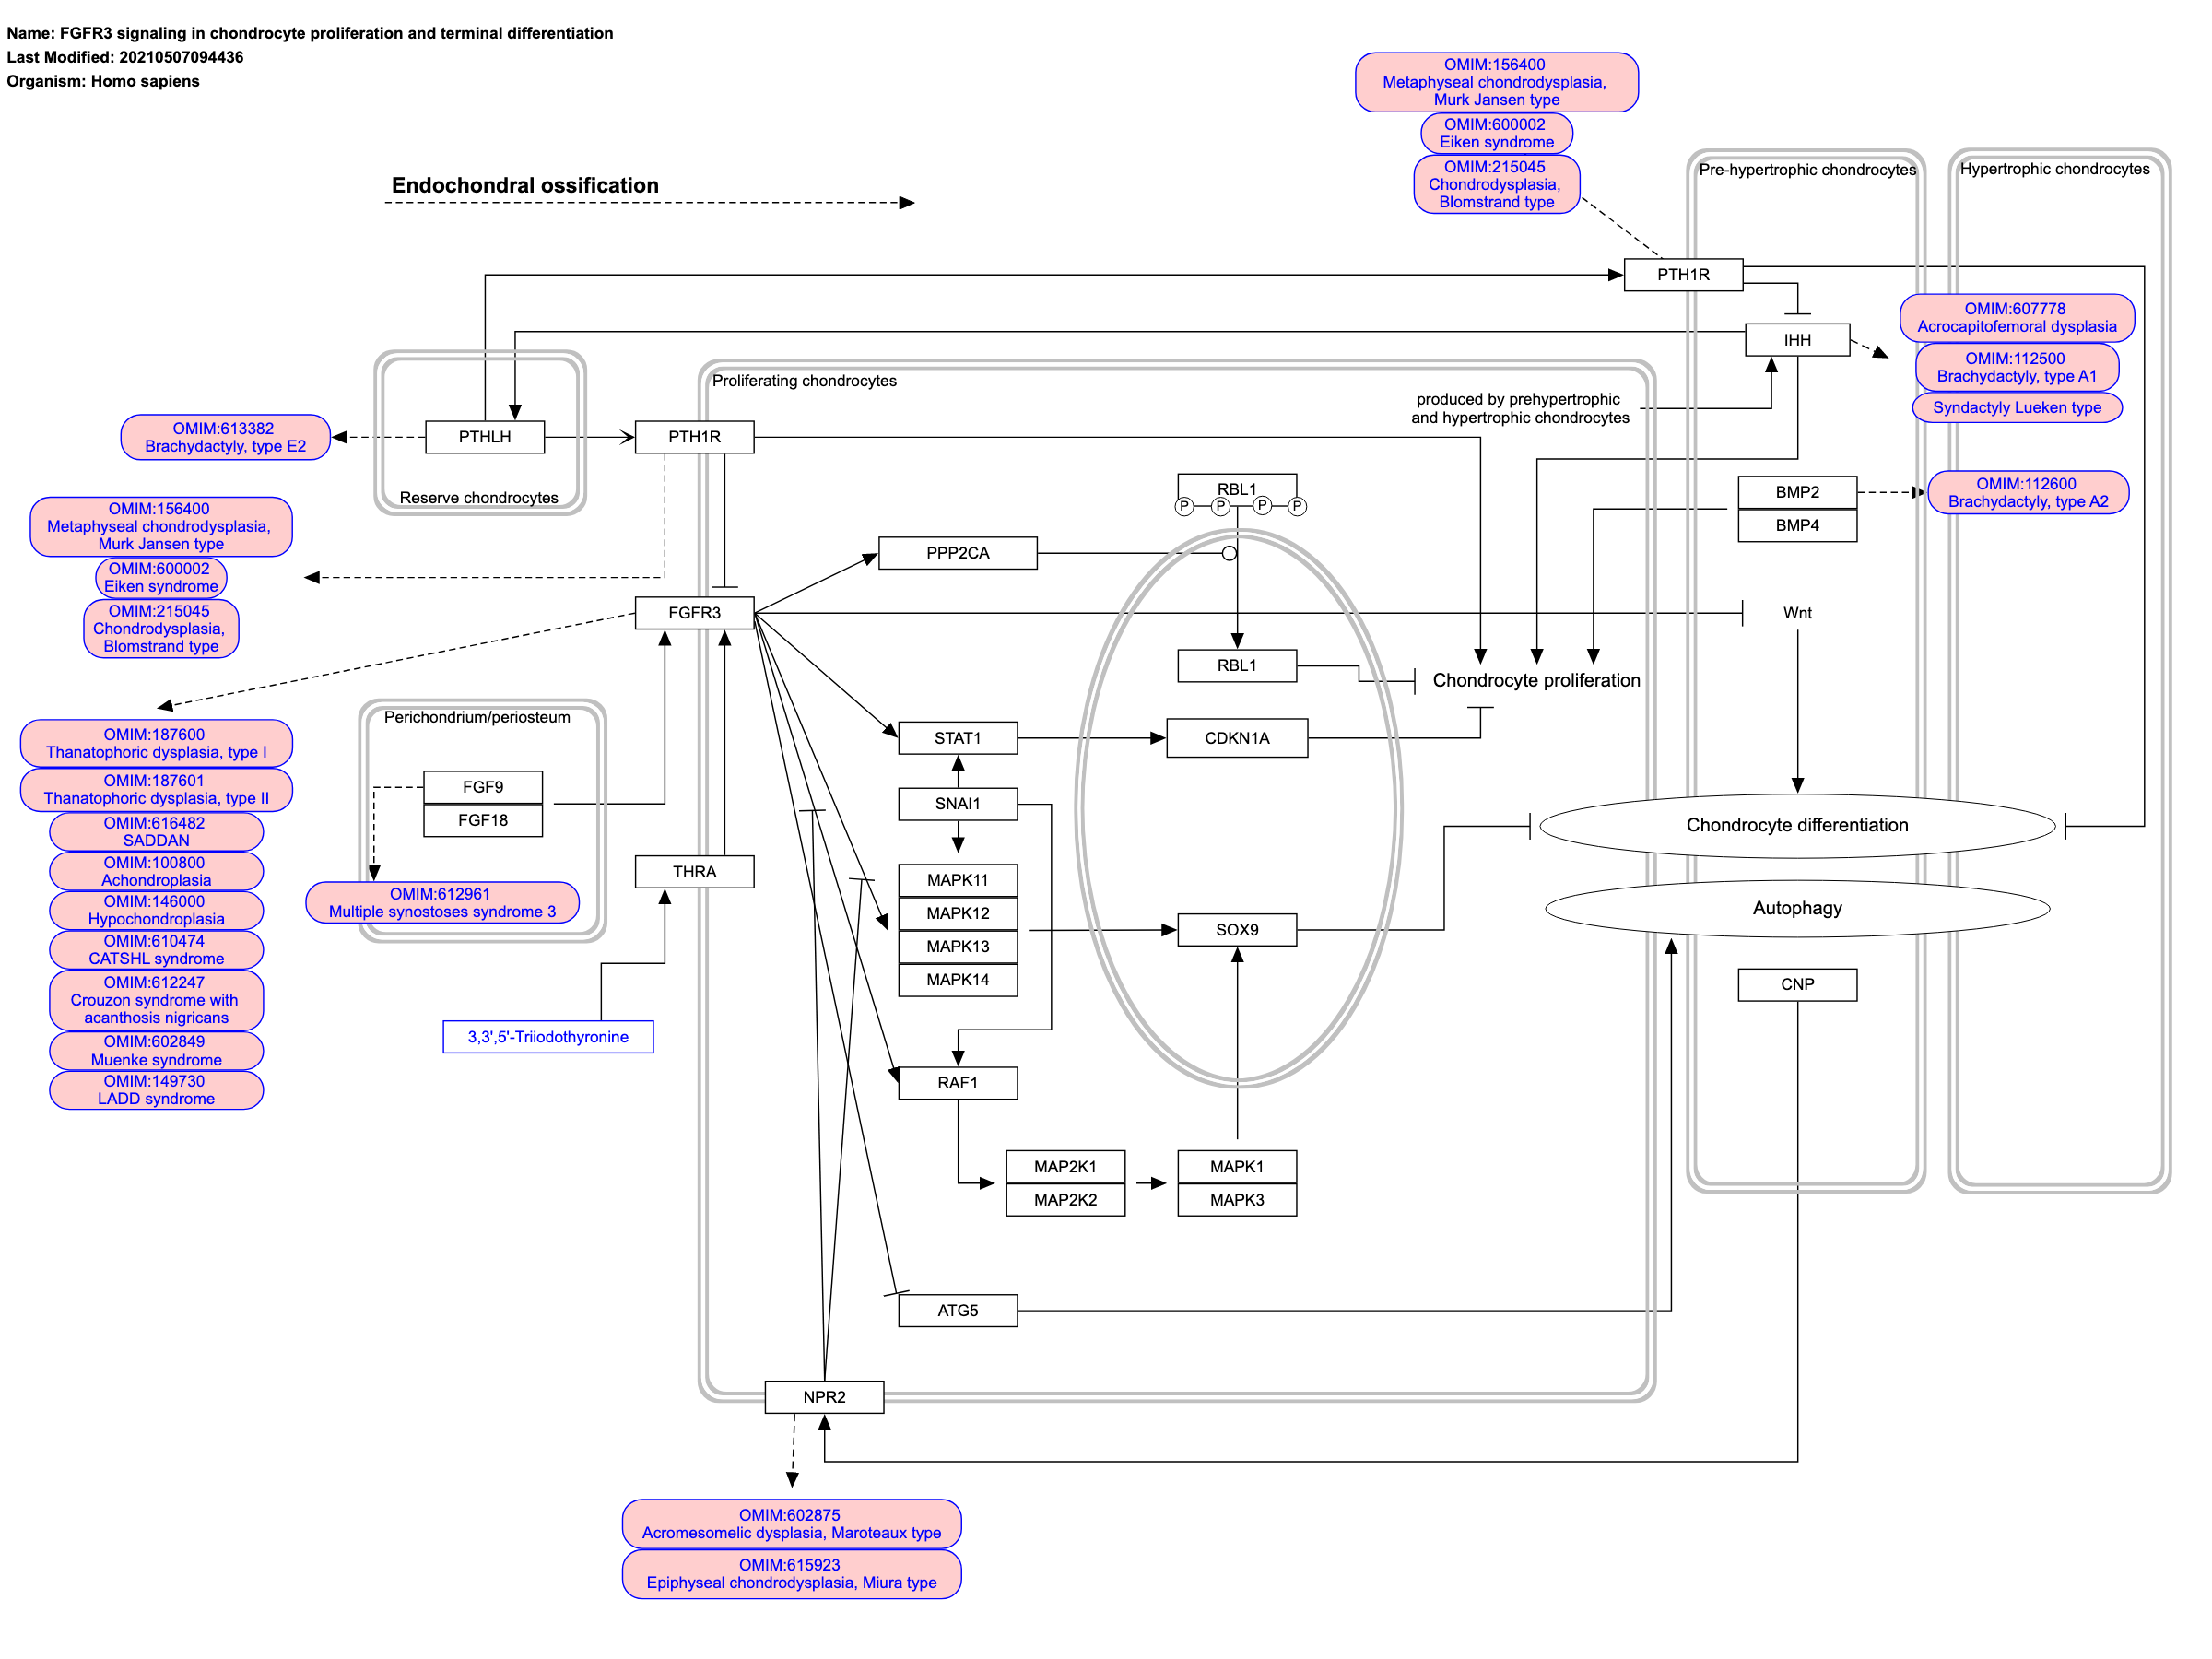 Name: FGFR3 signaling in chondrocyte proliferation and terminal differentiation
Last Modified: 20210507094436
Organism: Homo sapiens
OMIM:156400
Metaphyseal chondrodysplasia,
Murk Jansen type
OMIM:600002
Eiken syndrome
OMIM:215045
Chondrodysplasia,
Blomstrand type
Pre-hypertrophic chondrocytes
Hypertrophic chondrocytes
Endochondral ossification
PTH1R
OMIM:607778
Acrocapitofemoral dysplasia
IHH
OMIM:112500
Brachydactyly, type A1
Syndactyly Lueken type
Proliferating chondrocytes
produced by prehypertrophic
and hypertrophic chondrocytes
OMIM:613382
Brachydactyly, type E2
PTHLH
PTH1R
Reserve chondrocytes
RBL1
P P P P
BMP2
BMP4
OMIM:112600
Brachydactyly, type A2
OMIM:156400
Metaphyseal chondrodysplasia,
Murk Jansen type
OMIM:600002
Eiken syndrome
OMIM:215045
Chondrodysplasia,
Blomstrand type
PPP2CA
FGFR3
Wnt
RBL1
Chondrocyte proliferation
Perichondrium/periosteum
OMIM:187600
Thanatophoric dysplasia, type I
OMIM:187601
Thanatophoric dysplasia, type II
OMIM:616482
SADDAN
OMIM:100800
Achondroplasia
OMIM:146000
Hypochondroplasia
OMIM:610474
CATSHL syndrome
OMIM:612247
Crouzon syndrome with
acanthosis nigricans
OMIM:602849
Muenke syndrome
OMIM:149730
LADD syndrome
FGF9
FGF18
OMIM:612961
Multiple synostoses syndrome 3
THRA
3,3',5'-Triiodothyronine
STAT1
CDKN1A
SNAI1
MAPK11
MAPK12
MAPK13
MAPK14
SOX9
Chondrocyte differentiation
Autophagy
CNP
RAF1
MAP2K1
MAP2K2
MAPK1
MAPK3
ATG5
NPR2
OMIM:602875
Acromesomelic dysplasia, Maroteaux type
OMIM:615923
Epiphyseal chondrodysplasia, Miura type